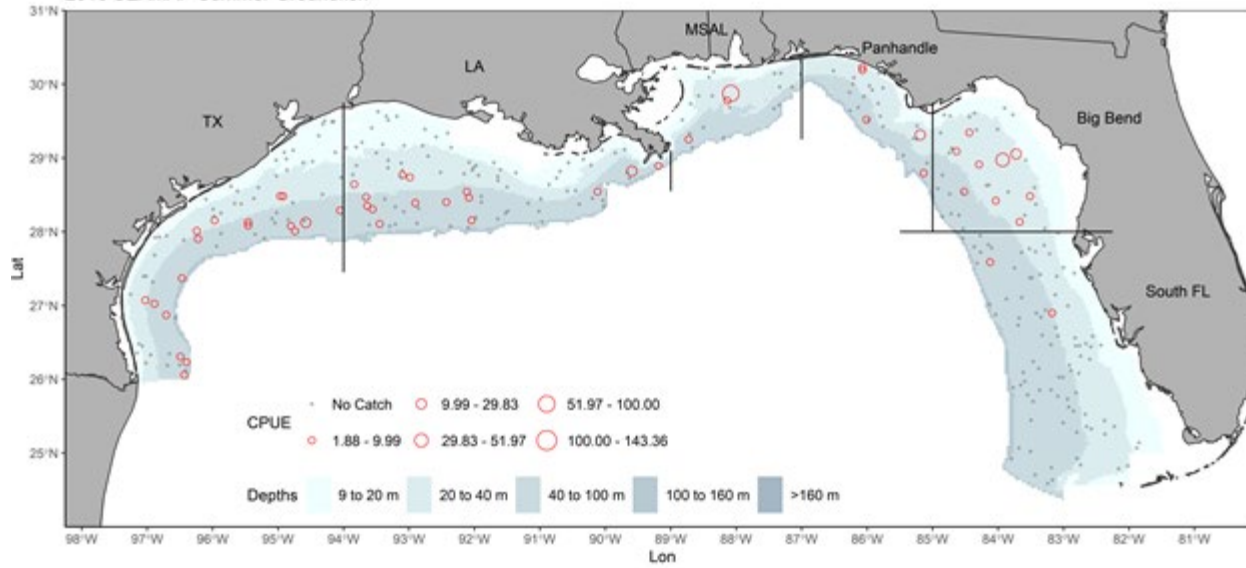 31°N
30°N
29°N
28°N
27°N
26°N
25°N
Lat
TX
LA
MSAL
Panhandle
Big Bend
South FL
CPUE
No Catch
9.99 - 29.83
51.97 - 100.00
1.88 - 9.99
29.83 - 51.97
100.00 - 143.36
Depths
9 to 20 m
20 to 40 m
40 to 100 m
100 to 160 m
>160 m
98°W 97°W 96°W 95°W 94°W 93°W 92°W 91°W 90°W 89°W 88°W 87°W 86°W 85°W 84°W 83°W 82°W 81°W
Lon